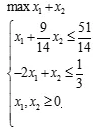 max x₁+x₂
x₁+9/14 x₂≤51/14
-2x₁+x₂≤1/3
x₁,x₂≥0